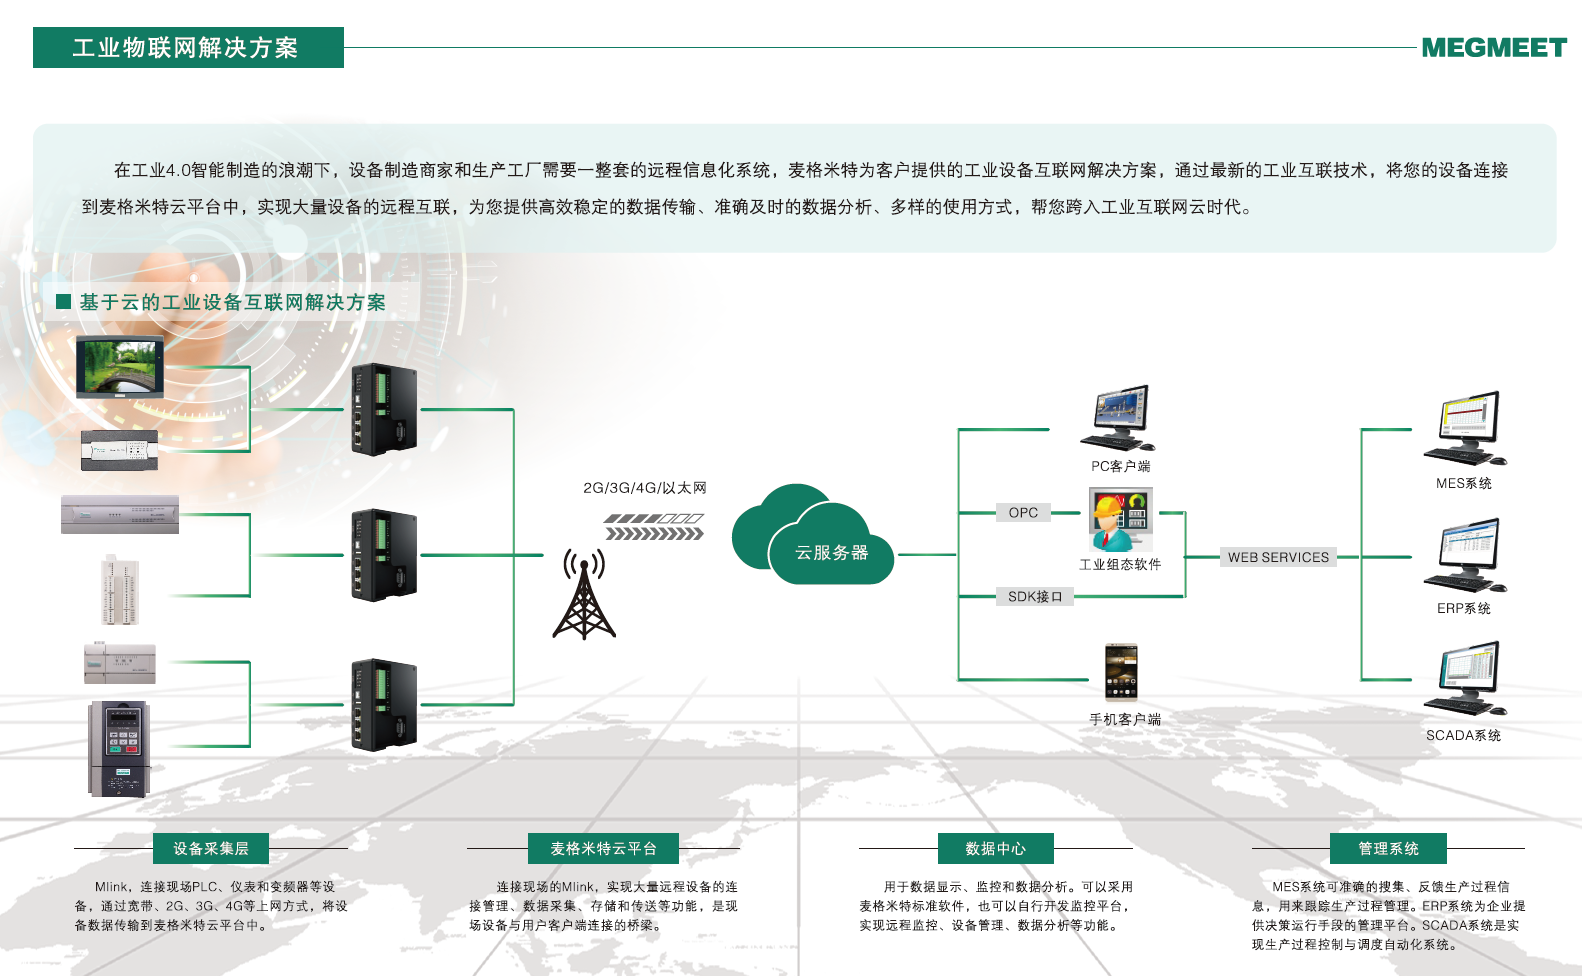 工业物联网解决方案
MEGMEET
在工业4.0智能制造的浪潮下，设备制造商家和生产工厂需要一整套的远程信息化系统，麦格米特为客户提供的工业设备互联网解决方案，通过最新的工业互联技术，将您的设备连接
到麦格米特云平台中，实现大量设备的远程互联，为您提供高效稳定的数据传输、准确及时的数据分析、多样的使用方式，帮您跨入工业互联网云时代。
基于云的工业设备互联网解决方案
2G/3G/4G/以太网
云服务器
PC客户端
OPC
工业组态软件
SDK接口
手机客户端
WEB SERVICES
MES系统
ERP系统
SCADA系统
设备采集层
Mlink，连接现场PLC、仪表和变频器等设
备，通过宽带、2G、3G、4G等上网方式，将设
备数据传输到麦格米特云平台中。
麦格米特云平台
连接现场的Mlink，实现大量远程设备的连
接管理、数据采集、存储和传送等功能，是现
场设备与用户客户端连接的桥梁。
数据中心
用于数据显示、监控和数据分析。可以采用
麦格米特标准软件，也可以自行开发监控平台，
实现远程监控、设备管理、数据分析等功能。
管理系统
MES系统可准确的搜集、反馈生产过程信
息，用来跟踪生产过程管理。ERP系统为企业提
供决策运行手段的管理平台。SCADA系统是实
现生产过程控制与调度自动化系统。